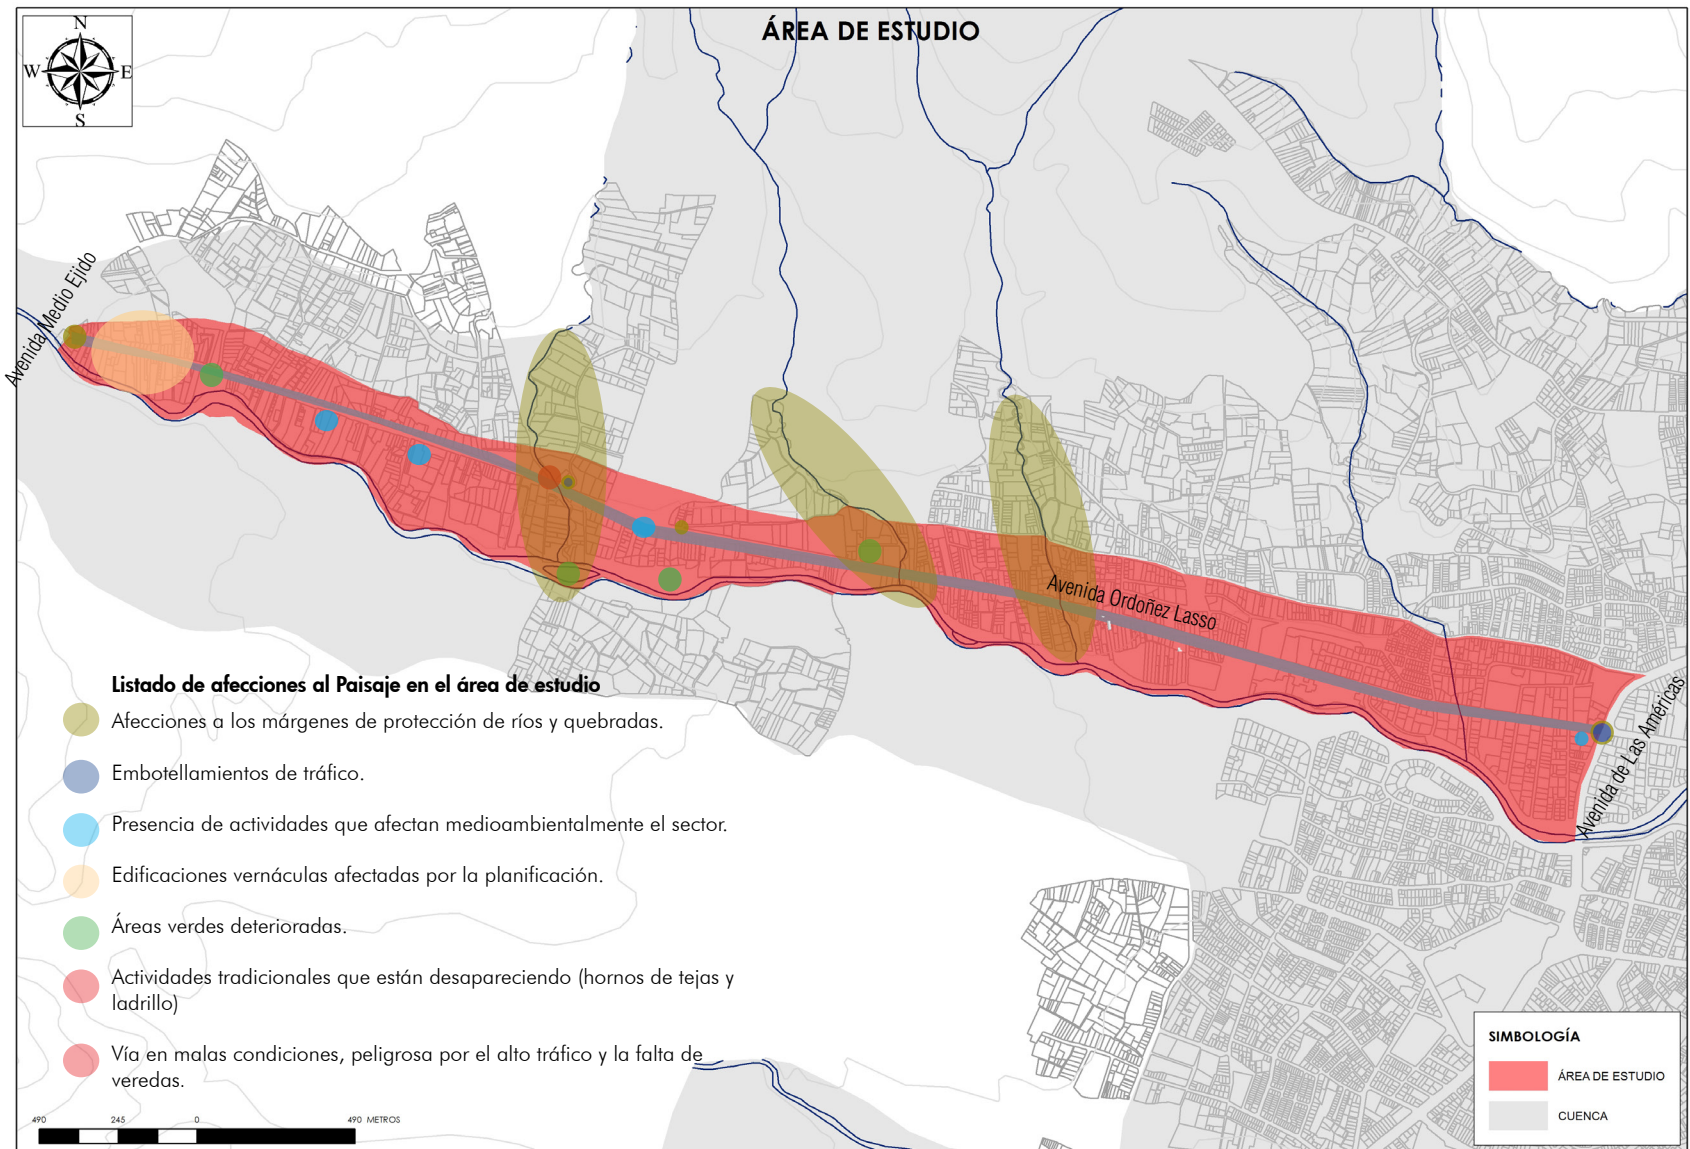 ÁREA DE ESTUDIO
N
W E
S
Avenida Medio Ejido
Avenida Ordoñez Lasso
Avenida de Las Américas
Listado de afecciones al Paisaje en el área de estudio
Afecciones a los márgenes de protección de ríos y quebradas.
Embotellamientos de tráfico.
Presencia de actividades que afectan medioambientalmente el sector.
Edificaciones vernáculas afectadas por la planificación.
Áreas verdes deterioradas.
Actividades tradicionales que están desapareciendo (hornos de tejas y
ladrillo)
Vía en malas condiciones, peligrosa por el alto tráfico y la falta de
veredas.
490 245 0 490 METROS
SIMBOLOGÍA
ÁREA DE ESTUDIO
CUENCA